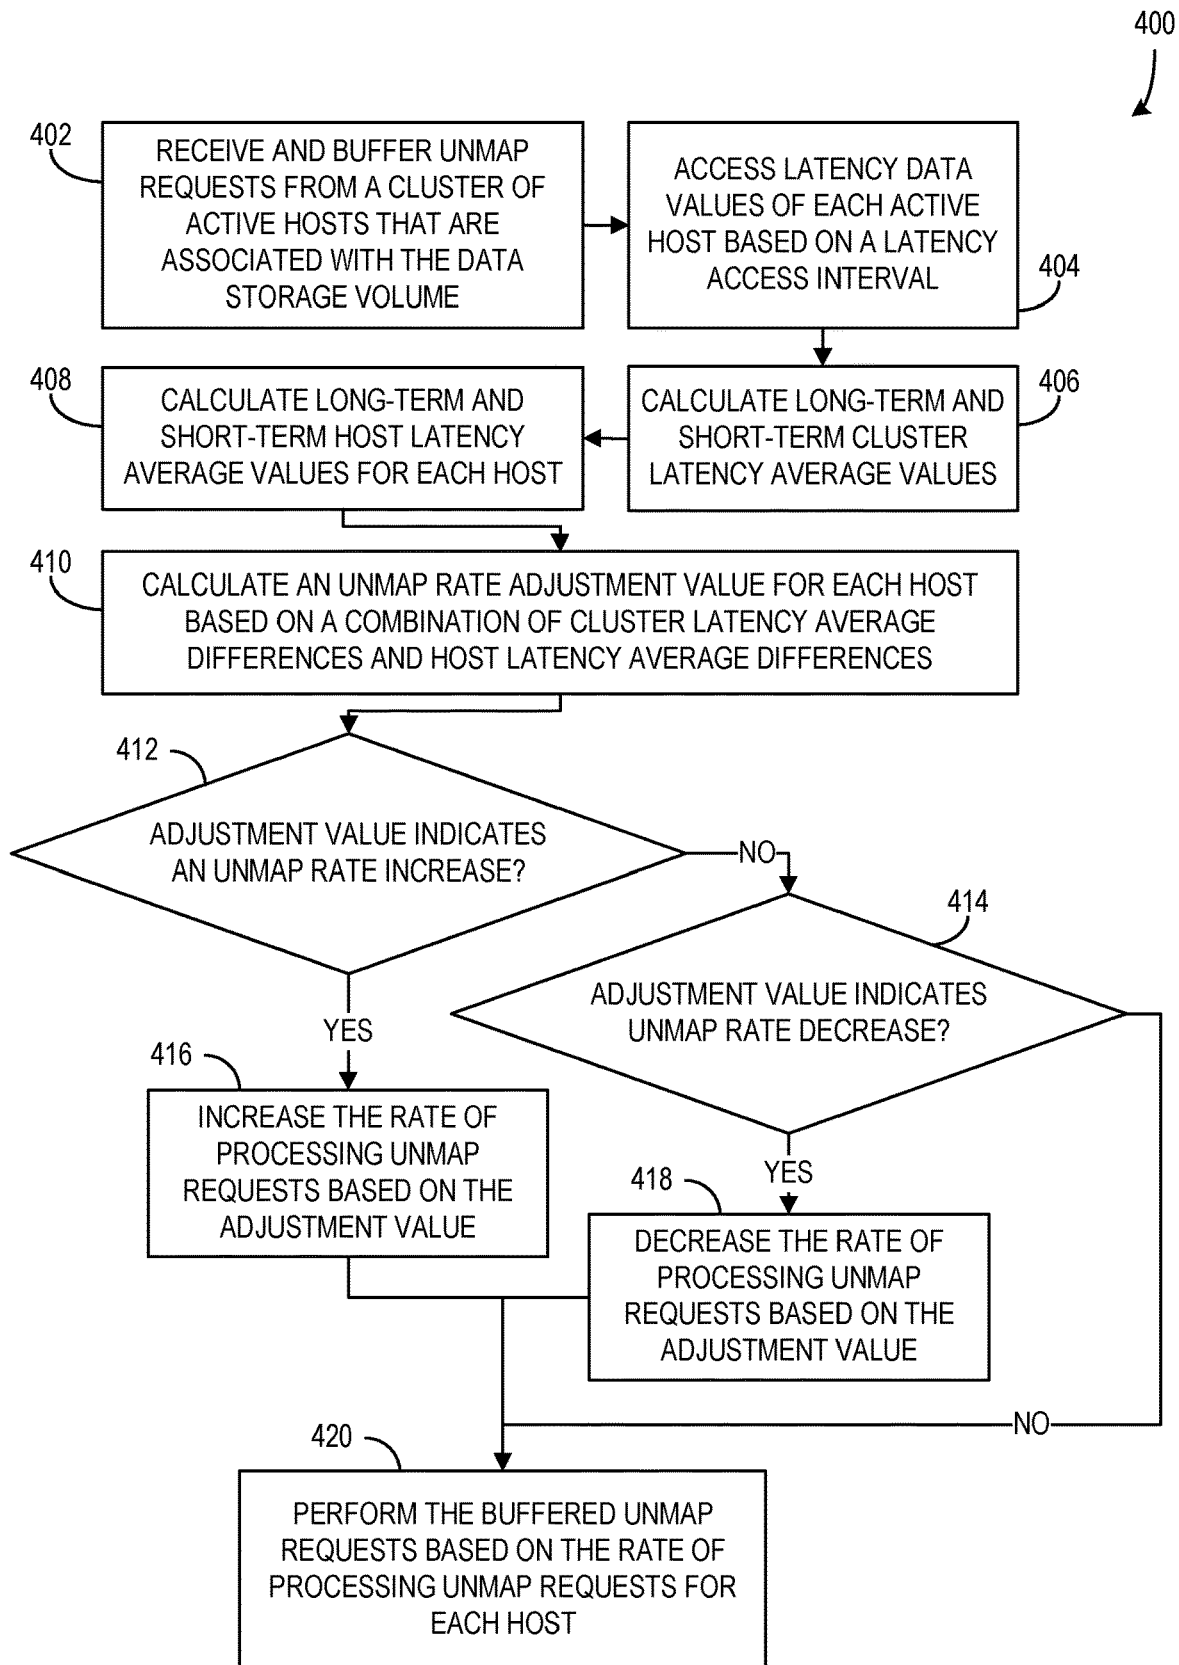 400
402
RECEIVE AND BUFFER UNMAP
REQUESTS FROM A CLUSTER OF
ACTIVE HOSTS THAT ARE
ASSOCIATED WITH THE DATA
STORAGE VOLUME
ACCESS LATENCY DATA
VALUES OF EACH ACTIVE
HOST BASED ON A LATENCY
ACCESS INTERVAL
404
408
CALCULATE LONG-TERM AND
SHORT-TERM HOST LATENCY
AVERAGE VALUES FOR EACH HOST
CALCULATE LONG-TERM AND
SHORT-TERM CLUSTER
LATENCY AVERAGE VALUES
406
410
CALCULATE AN UNMAP RATE ADJUSTMENT VALUE FOR EACH HOST
BASED ON A COMBINATION OF CLUSTER LATENCY AVERAGE
DIFFERENCES AND HOST LATENCY AVERAGE DIFFERENCES
412
ADJUSTMENT VALUE INDICATES
AN UNMAP RATE INCREASE?
NO
414
ADJUSTMENT VALUE INDICATES
UNMAP RATE DECREASE?
YES
416
INCREASE THE RATE OF
PROCESSING UNMAP
REQUESTS BASED ON THE
ADJUSTMENT VALUE
YES
418
DECREASE THE RATE OF
PROCESSING UNMAP
REQUESTS BASED ON THE
ADJUSTMENT VALUE
NO
420
PERFORM THE BUFFERED UNMAP
REQUESTS BASED ON THE RATE OF
PROCESSING UNMAP REQUESTS FOR
EACH HOST